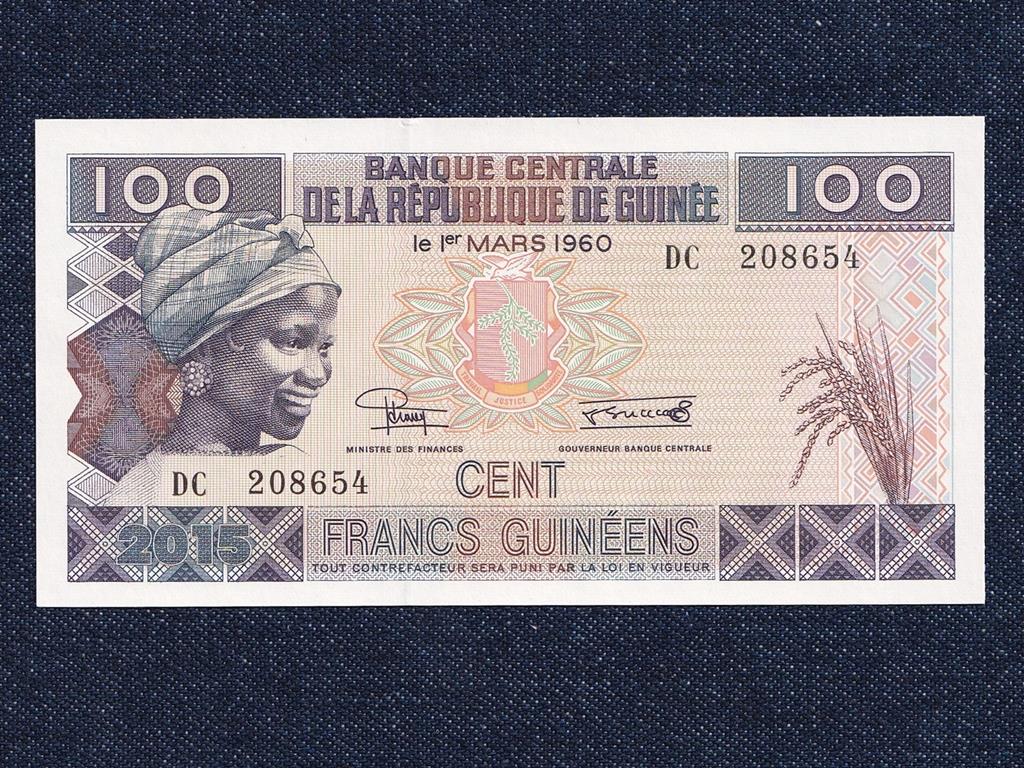 100
BANQUE CENTRALE
DE LA RÉPUBLIQUE DE GUINÉE
100
le 1er MARS 1960
DC 208654
JUSTICE
MINISTRE DES FINANCES
GOUVERNEUR BANQUE CENTRALE
DC 208654
CENT
2015
FRANCS GUINÉENS
TOUT CONTREFACTEUR SERA PUNI PAR LA LOI EN VIGUEUR